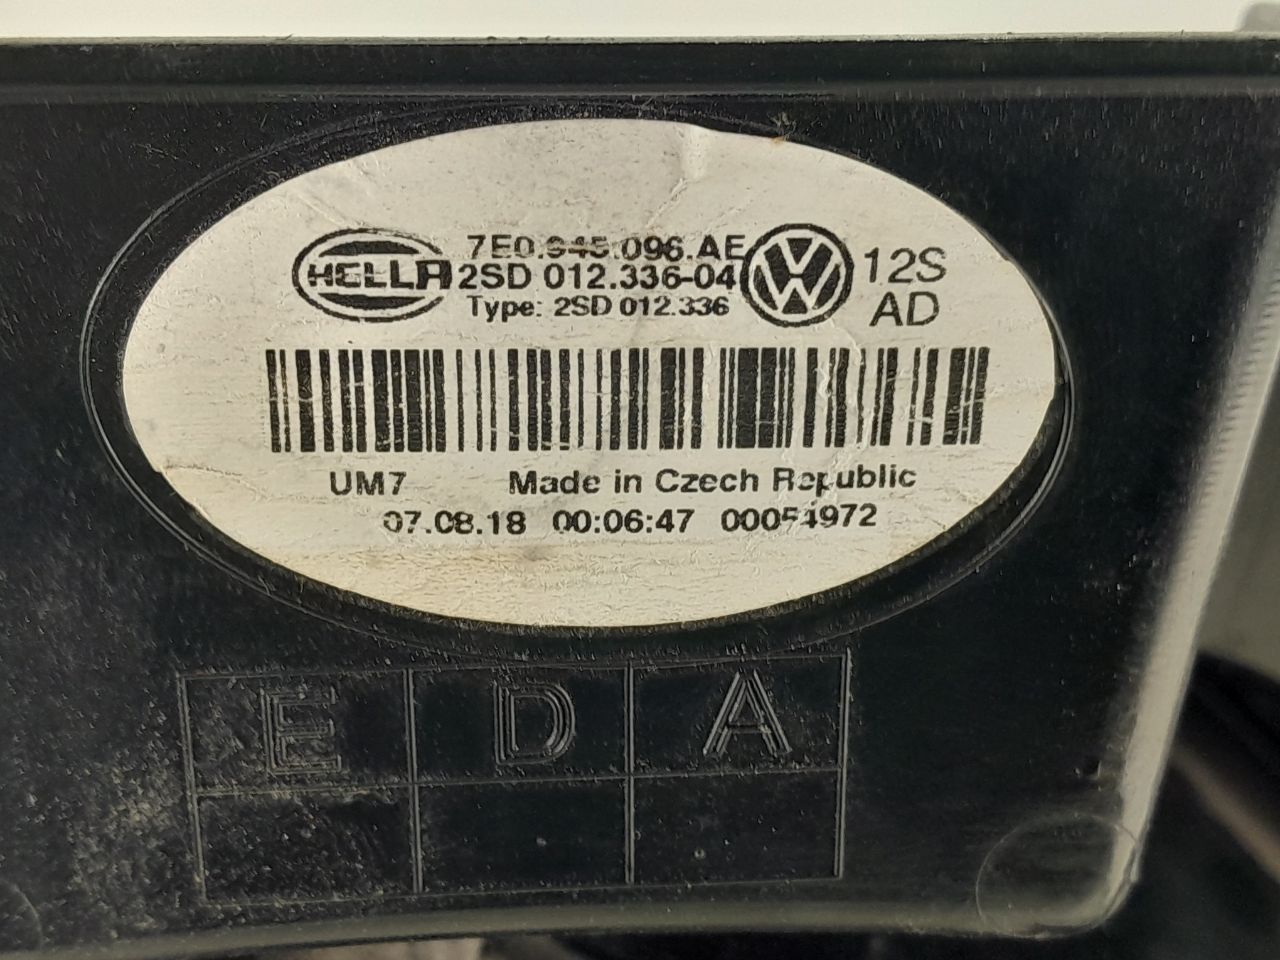 7E0.945.096.AE
HELLA 2SD 012.336-04
Type: 2SD 012.336
12S
AD
UM7 Made in Czech Republic
07.08.18 00:06:47 00054972
E D A